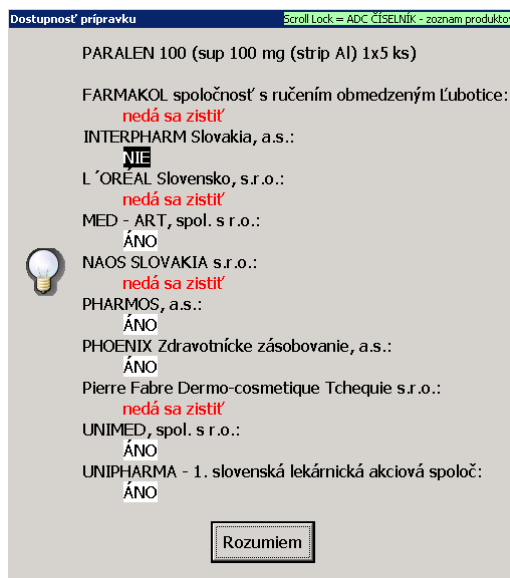 Dostupnosť prípravku
Scroll Lock = ADC ČÍSELNÍK - zoznam produktov
PARALEN 100 (sup 100 mg (strip Al) 1x5 ks)
FARMAKOL spoločnosť s ručením obmedzeným Ľubotice:
nedá sa zistiť
INTERPHARM Slovakia, a.s.:
NIE
L ´ORÉAL Slovensko, s.r.o.:
nedá sa zistiť
MED - ART, spol. s r.o.:
ÁNO
NAOS SLOVAKIA s.r.o.:
nedá sa zistiť
PHARMOS, a.s.:
ÁNO
PHOENIX Zdravotnícke zásobovanie, a.s.:
ÁNO
Pierre Fabre Dermo-cosmetique Tchequie s.r.o.:
nedá sa zistiť
UNIMED, spol. s r.o.:
ÁNO
UNIPHARMA - 1. slovenská lekárnická akciová spoloč:
ÁNO
Rozumiem